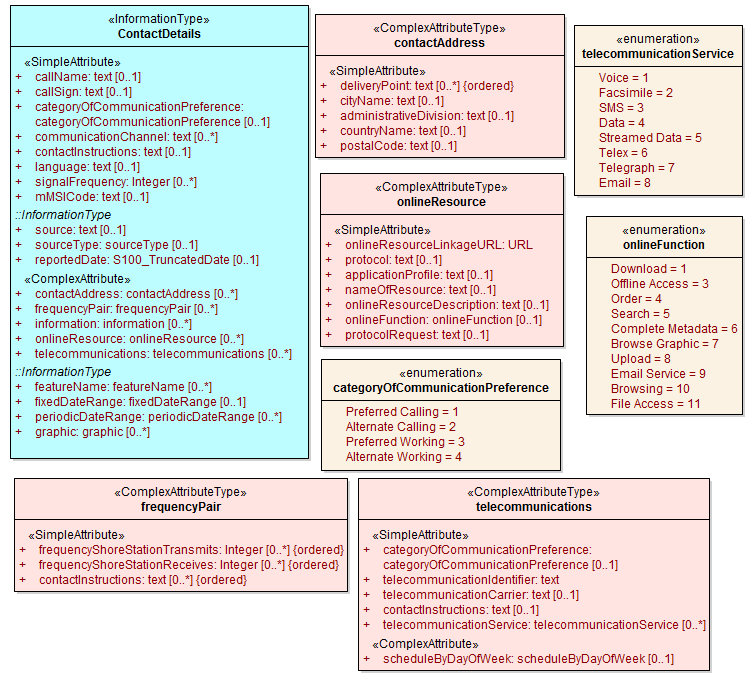 «InformationType»
ContactDetails
«SimpleAttribute»
+ callName: text [0..1]
+ callSign: text [0..1]
+ categoryOfCommunicationPreference:
categoryOfCommunicationPreference [0..1]
+ communicationChannel: text [0..*]
+ contactInstructions: text [0..1]
+ language: text [0..1]
+ signalFrequency: Integer [0..*]
+ mMSICode: text [0..1]
::InformationType
+ source: text [0..1]
+ sourceType: sourceType [0..1]
+ reportedDate: S100_TruncatedDate [0..1]
«ComplexAttribute»
+ contactAddress: contactAddress [0..*]
+ frequencyPair: frequencyPair [0..*]
+ information: information [0..*]
+ onlineResource: onlineResource [0..*]
+ telecommunications: telecommunications [0..*]
::InformationType
+ featureName: featureName [0..*]
+ fixedDateRange: fixedDateRange [0..1]
+ periodicDateRange: periodicDateRange [0..*]
+ graphic: graphic [0..*]
«ComplexAttributeType»
contactAddress
«SimpleAttribute»
+ deliveryPoint: text [0..*] {ordered}
+ cityName: text [0..1]
+ administrativeDivision: text [0..1]
+ countryName: text [0..1]
+ postalCode: text [0..1]
«enumeration»
telecommunicationService
Voice = 1
Facsimile = 2
SMS = 3
Data = 4
Streamed Data = 5
Telex = 6
Telegraph = 7
Email = 8
«ComplexAttributeType»
onlineResource
«SimpleAttribute»
+ onlineResourceLinkageURL: URL
+ protocol: text [0..1]
+ applicationProfile: text [0..1]
+ nameOfResource: text [0..1]
+ onlineResourceDescription: text [0..1]
+ onlineFunction: onlineFunction [0..1]
+ protocolRequest: text [0..1]
«enumeration»
onlineFunction
Download = 1
Offline Access = 3
Order = 4
Search = 5
Complete Metadata = 6
Browse Graphic = 7
Upload = 8
Email Service = 9
Browsing = 10
File Access = 11
«enumeration»
categoryOfCommunicationPreference
Preferred Calling = 1
Alternate Calling = 2
Preferred Working = 3
Alternate Working = 4
«ComplexAttributeType»
frequencyPair
«SimpleAttribute»
+ frequencyShoreStationTransmits: Integer [0..*] {ordered}
+ frequencyShoreStationReceives: Integer [0..*] {ordered}
+ contactInstructions: text [0..*] {ordered}
«ComplexAttributeType»
telecommunications
«SimpleAttribute»
+ categoryOfCommunicationPreference:
categoryOfCommunicationPreference [0..1]
+ telecommunicationIdentifier: text
+ telecommunicationCarrier: text [0..1]
+ contactInstructions: text [0..1]
+ telecommunicationService: telecommunicationService [0..*]
«ComplexAttribute»
+ scheduleByDayOfWeek: scheduleByDayOfWeek [0..1]